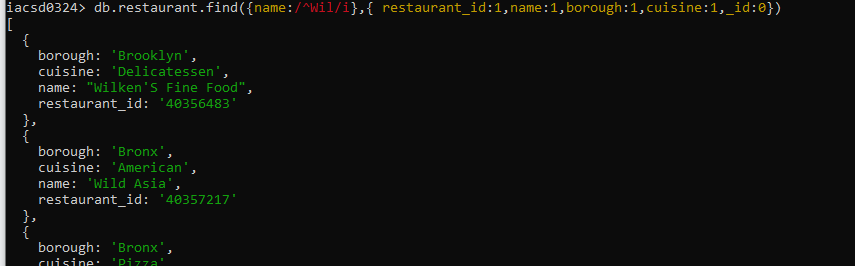 iacsd0324> db.restaurant.find({name:/^Wil/i},{ restaurant_id:1,name:1,borough:1,cuisine:1,_id:0})
[
  {
    borough: 'Brooklyn',
    cuisine: 'Delicatessen',
    name: "Wilken'S Fine Food",
    restaurant_id: '40356483'
  },
  {
    borough: 'Bronx',
    cuisine: 'American',
    name: 'Wild Asia',
    restaurant_id: '40357217'
  },
  {
    borough: 'Bronx',
    cuisine: 'Pizza'